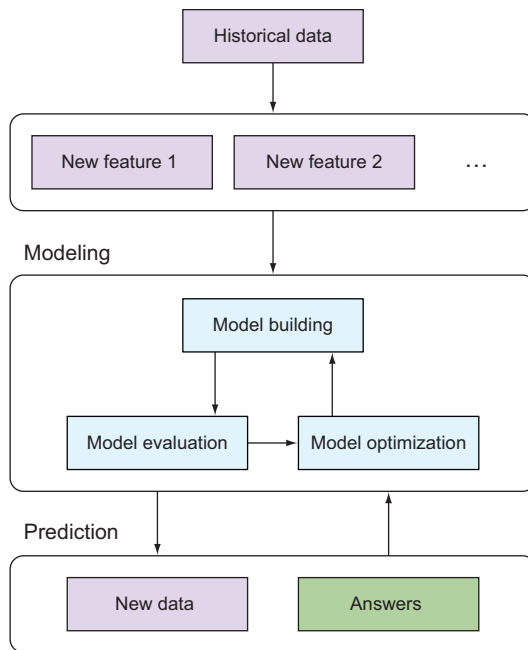 Historical data
New feature 1
New feature 2
...
Modeling
Model building
Model evaluation
Model optimization
Prediction
New data
Answers